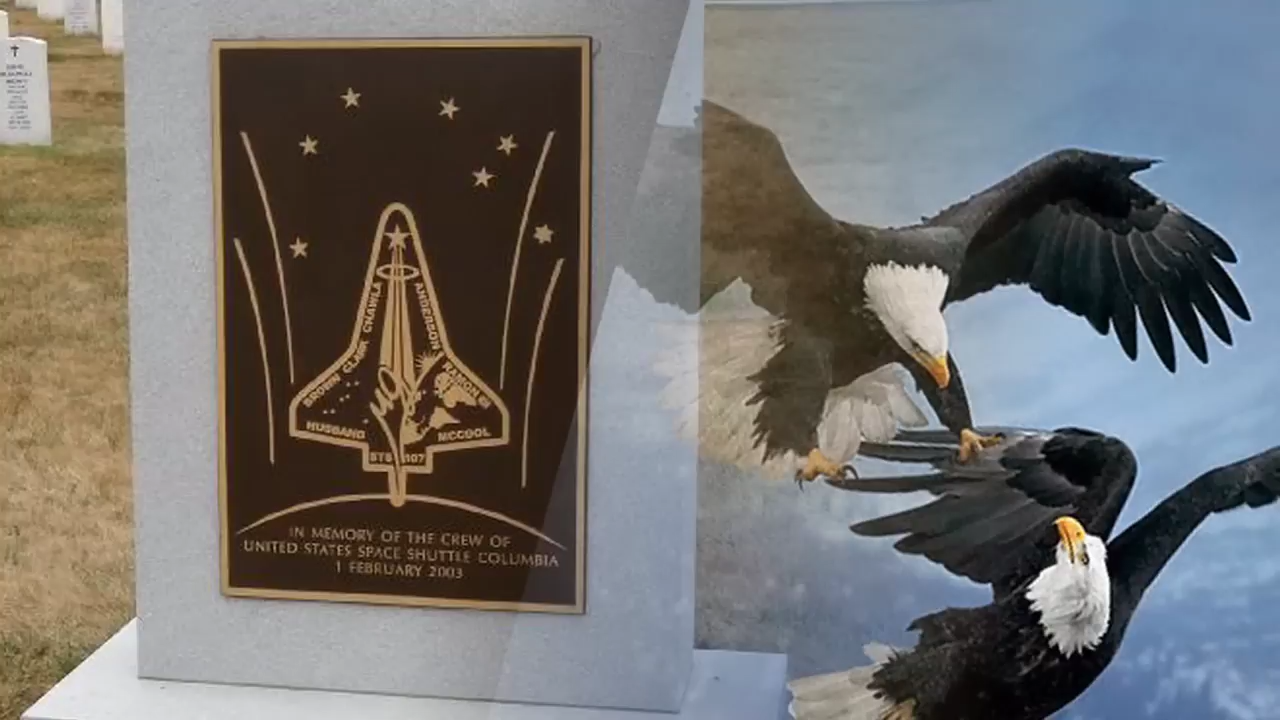 CHAWLA
ANDERSON
CLARK
BROWN
RAMON
HUSBAND
MCCOOL
STS 107
IN MEMORY OF THE CREW OF
UNITED STATES SPACE SHUTTLE COLUMBIA
1 FEBRUARY 2003